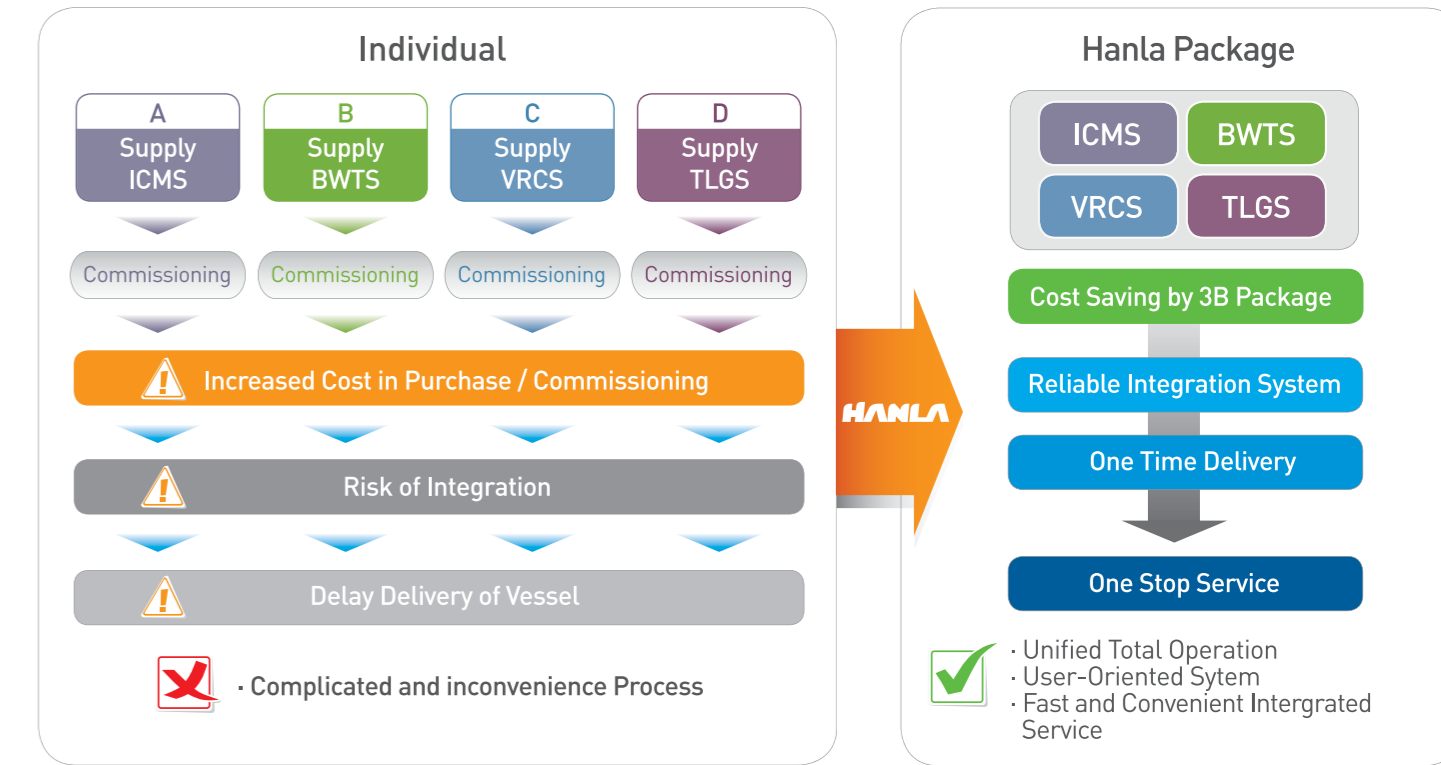 Individual
A
Supply
ICMS
B
Supply
BWTS
C
Supply
VRCS
D
Supply
TLGS
Commissioning
Commissioning
Commissioning
Commissioning
Increased Cost in Purchase / Commissioning
Risk of Integration
Delay Delivery of Vessel
· Complicated and inconvenience Process
HANLA
Hanla Package
ICMS
BWTS
VRCS
TLGS
Cost Saving by 3B Package
Reliable Integration System
One Time Delivery
One Stop Service
· Unified Total Operation
· User-Oriented Sytem
· Fast and Convenient Intergrated
Service